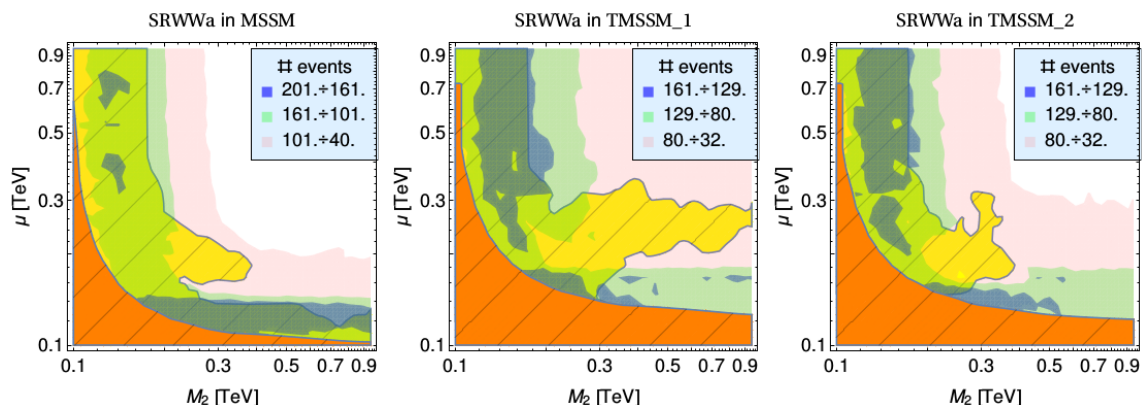 SRWWa in MSSM
# events
201.÷161.
161.÷101.
101.÷40.
0.9
0.7
0.5
0.3
0.1
μ [TeV]
0.1 0.2 0.3 0.5 0.7 0.9
M2 [TeV]
SRWWa in TMSSM_1
# events
161.÷129.
129.÷80.
80.÷32.
0.9
0.7
0.5
0.3
0.1
μ [TeV]
0.1 0.3 0.5 0.7 0.9
M2 [TeV]
SRWWa in TMSSM_2
# events
161.÷129.
129.÷80.
80.÷32.
0.9
0.7
0.5
0.3
0.1
μ [TeV]
0.1 0.3 0.5 0.7 0.9
M2 [TeV]